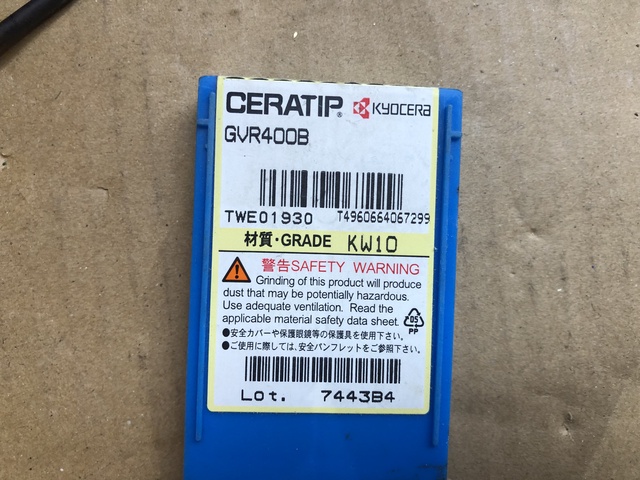 CERATIP® KYOCERA
GVR400B
TWE01930 T4960664067299
材質・GRADE KW10
警告SAFETY WARNING
Grinding of this product will produce
dust that may be potentially hazardous.
Use adequate ventilation. Read the
applicable material safety data sheet.
05
PP
●安全カバーや保護眼鏡等の保護具を使用下さい。
●ご使用に際しては、安全パンフレットをご参照下さい。
Lot. 7443B4